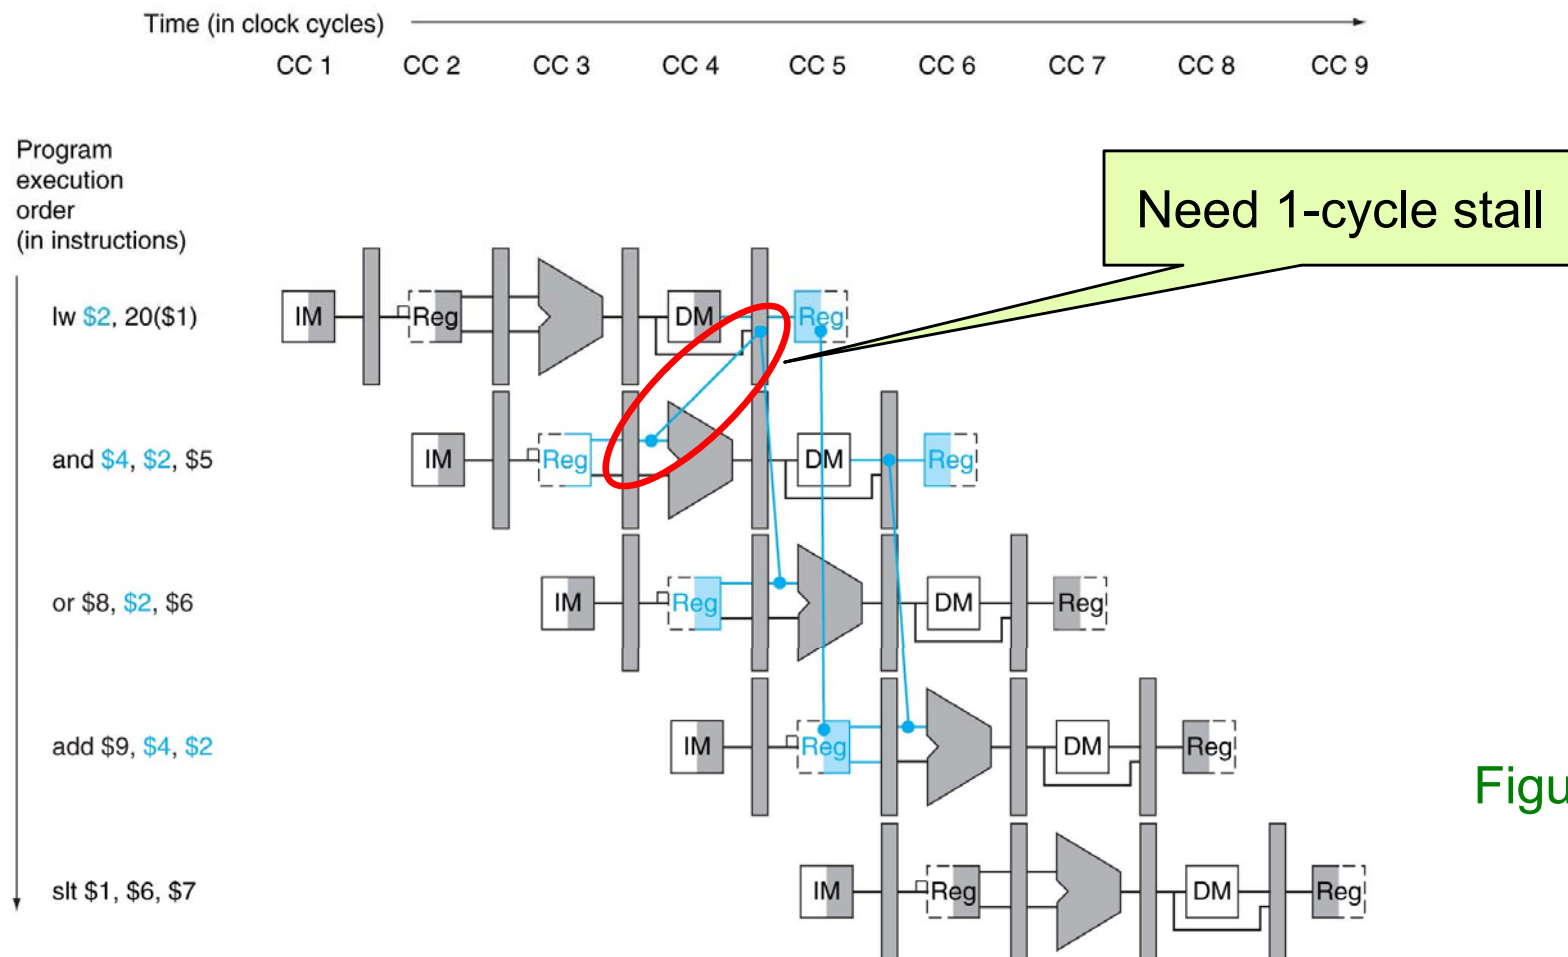 Time (in clock cycles)
CC 1 CC 2 CC 3 CC 4 CC 5 CC 6 CC 7 CC 8 CC 9
Program
execution
order
(in instructions)
Need 1-cycle stall
lw $2, 20($1)
IM Reg DM Reg
and $4, $2, $5
IM Reg DM Reg
or $8, $2, $6
IM Reg DM Reg
add $9, $4, $2
IM Reg DM Reg
Figu
slt $1, $6, $7
IM Reg DM Reg